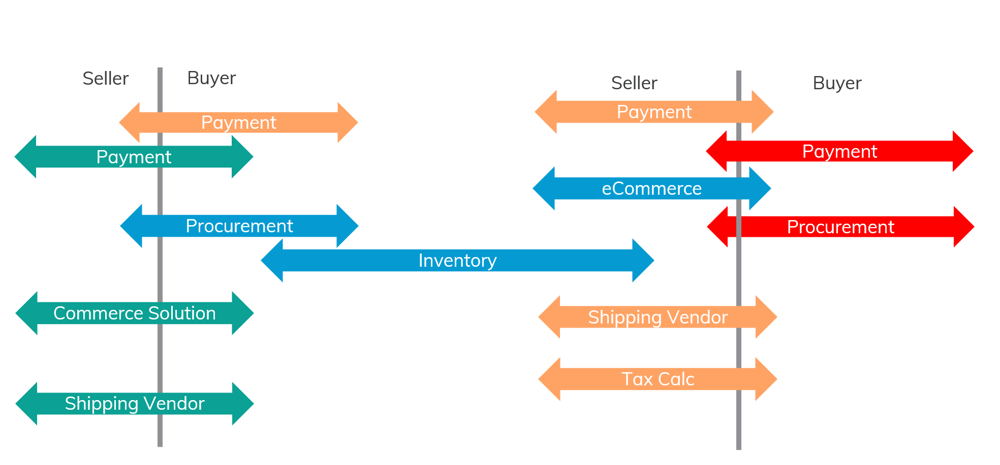 Seller
Buyer
Seller
Buyer
Payment
Payment
Payment
Payment
eCommerce
Procurement
Procurement
Inventory
Commerce Solution
Shipping Vendor
Tax Calc
Shipping Vendor